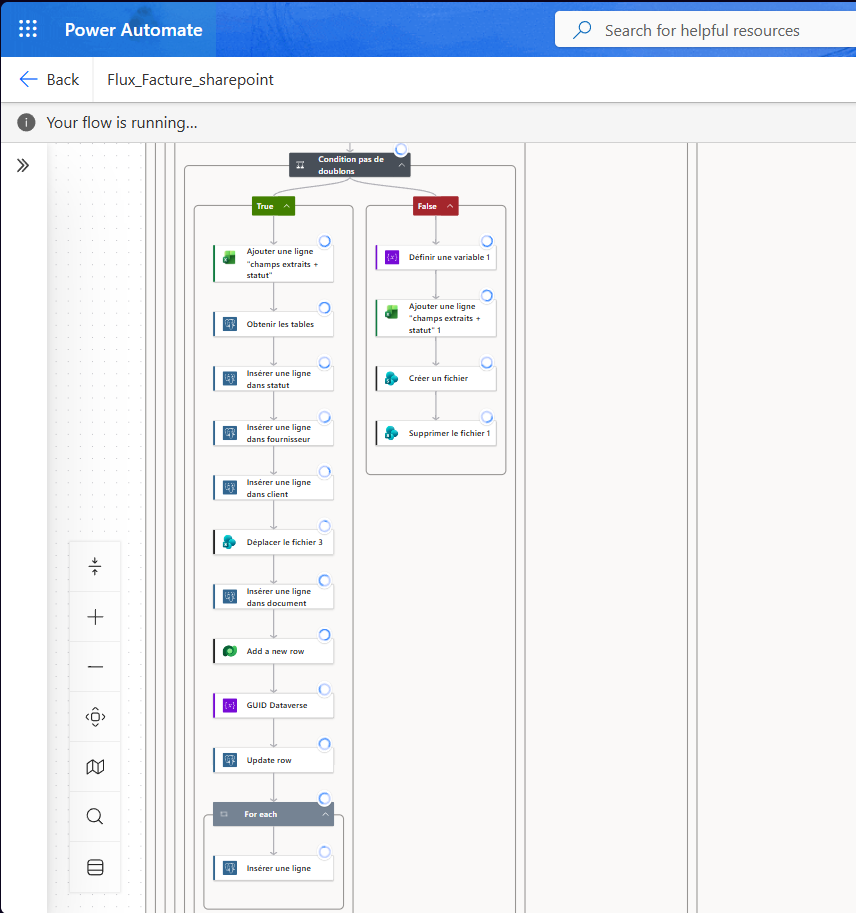 Power Automate
Search for helpful resources
Back
Flux_Facture_sharepoint
Your flow is running...
Condition pas de
doublons
True
False
Ajouter une ligne
"champs extraits +
statut"
Obtenir les tables
Insérer une ligne
dans statut
Insérer une ligne
dans fournisseur
Insérer une ligne
dans client
Déplacer le fichier 3
Insérer une ligne
dans document
Add a new row
GUID Dataverse
Update row
For each
Insérer une ligne
Définir une variable 1
Ajouter une ligne
"champs extraits +
statut" 1
Créer un fichier
Supprimer le fichier 1